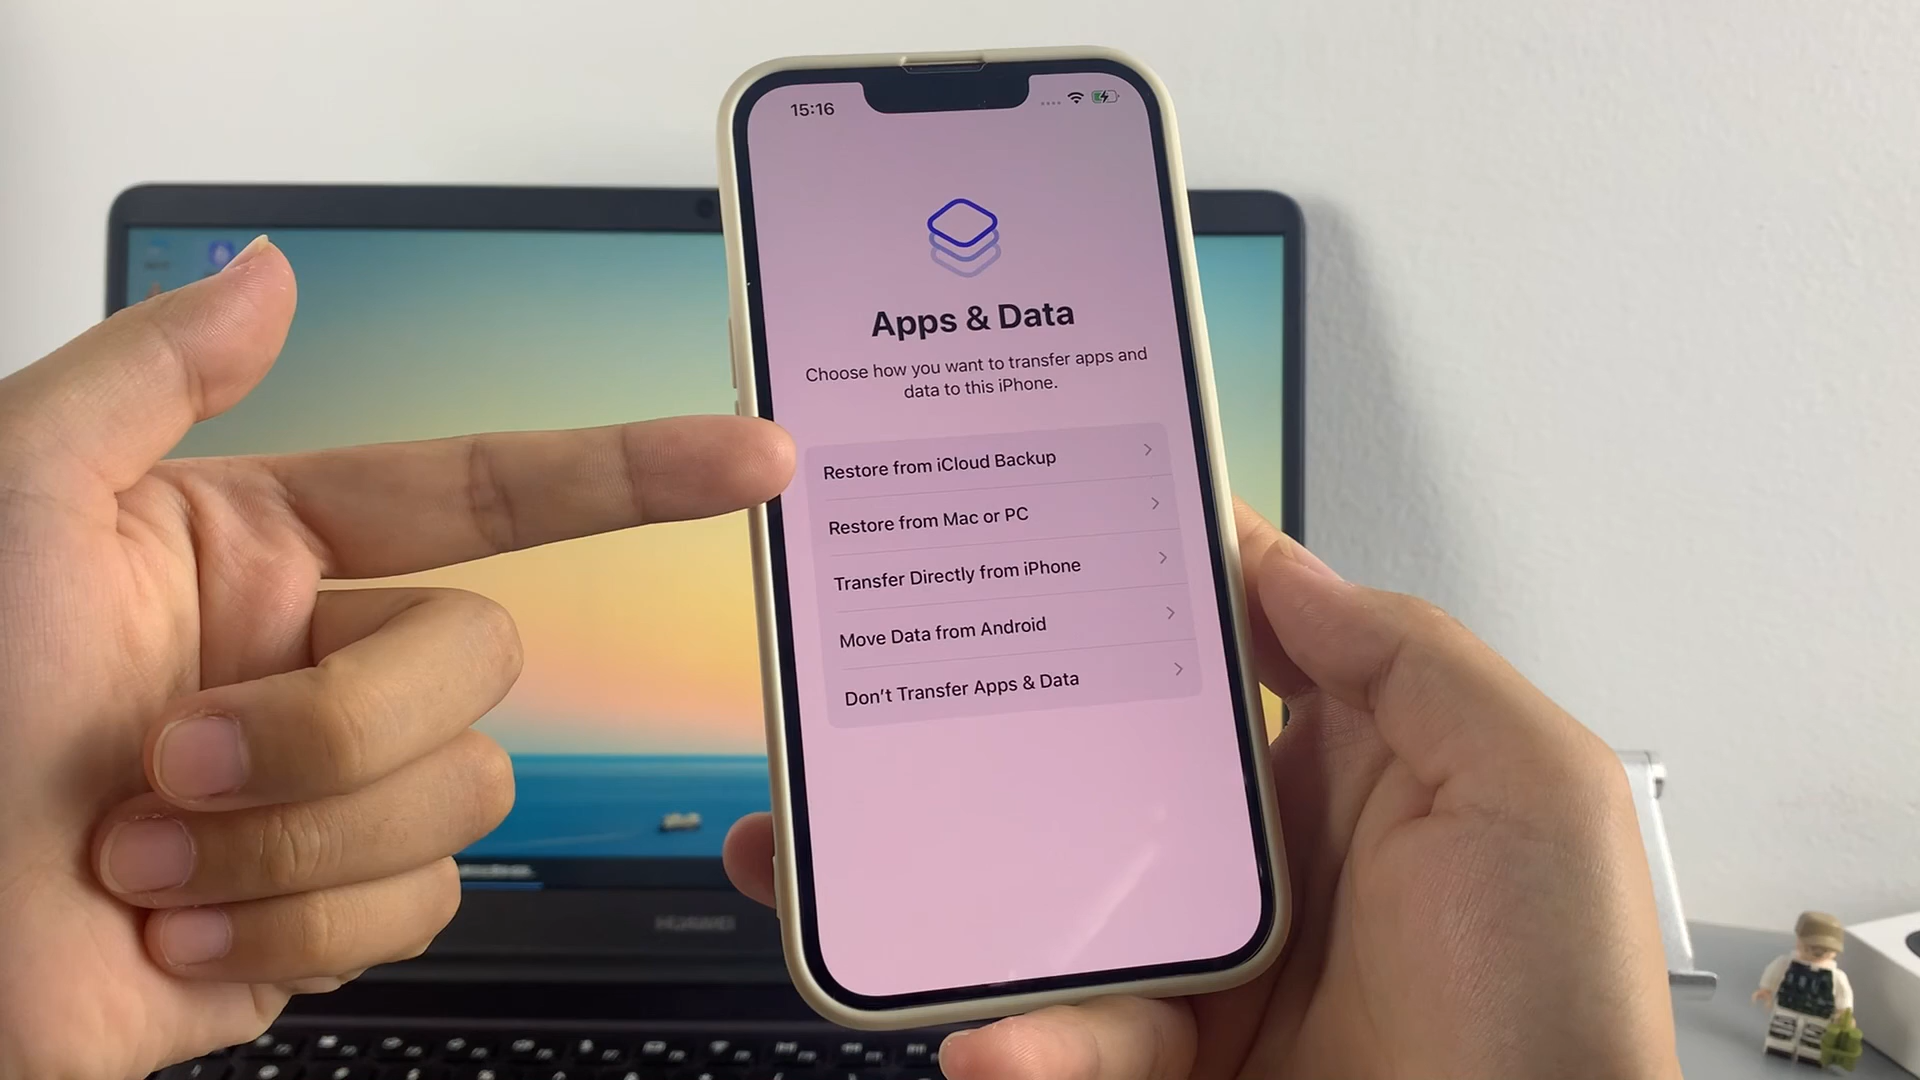 15:16
Apps & Data
Choose how you want to transfer apps and
data to this iPhone.
Restore from iCloud Backup
Restore from Mac or PC
Transfer Directly from iPhone
Move Data from Android
Don't Transfer Apps & Data
HUAWEI